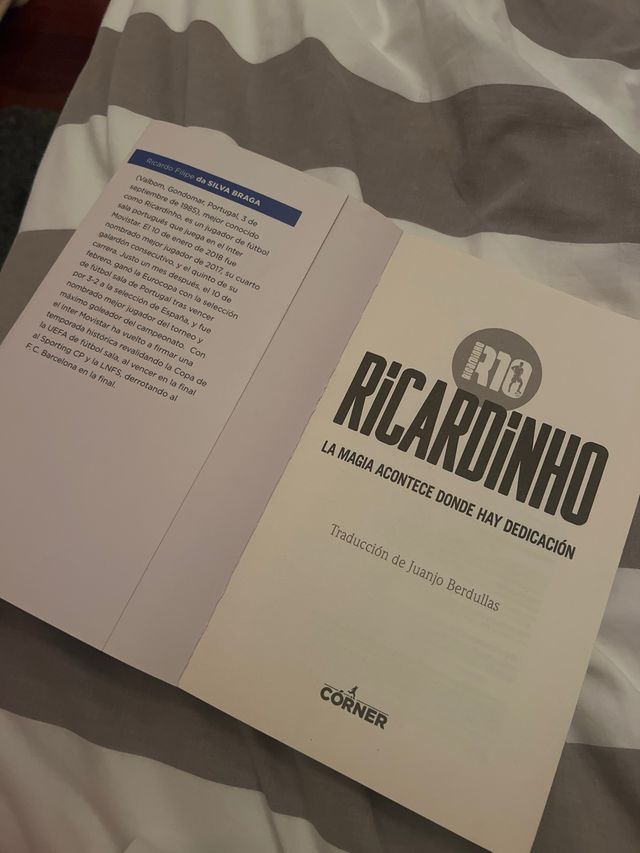 Ricardo Filipe da SILVA BRAGA
(Valbom, Gondomar, Portugal, 3 de
septiembre de 1985), mejor conocido
como Ricardinho, es un jugador de fútbol
sala portugués que juega en el Inter
Movistar. El 10 de enero de 2018 fue
nombrado mejor jugador de 2017, su cuarto
galardón consecutivo, y el quinto de su
carrera. Justo un mes después, el 10 de
febrero, ganó la Eurocopa con la selección
de fútbol sala de Portugal tras vencer
por 3-2 a la selección de España, y fue
nombrado mejor jugador del torneo y
máximo goleador del campeonato. Con
el Inter Movistar ha vuelto a firmar una
temporada histórica revalidando la Copa de
la UEFA de fútbol sala, al vencer en la final
al Sporting CP y la LNFS, derrotando al
F. C. Barcelona en la final.
RICARDINHO
R10
RiCARDiNHO
LA MAGIA ACONTECE DONDE HAY DEDICACIÓN
Traducción de Juanjo Berdullas
CÓRNER